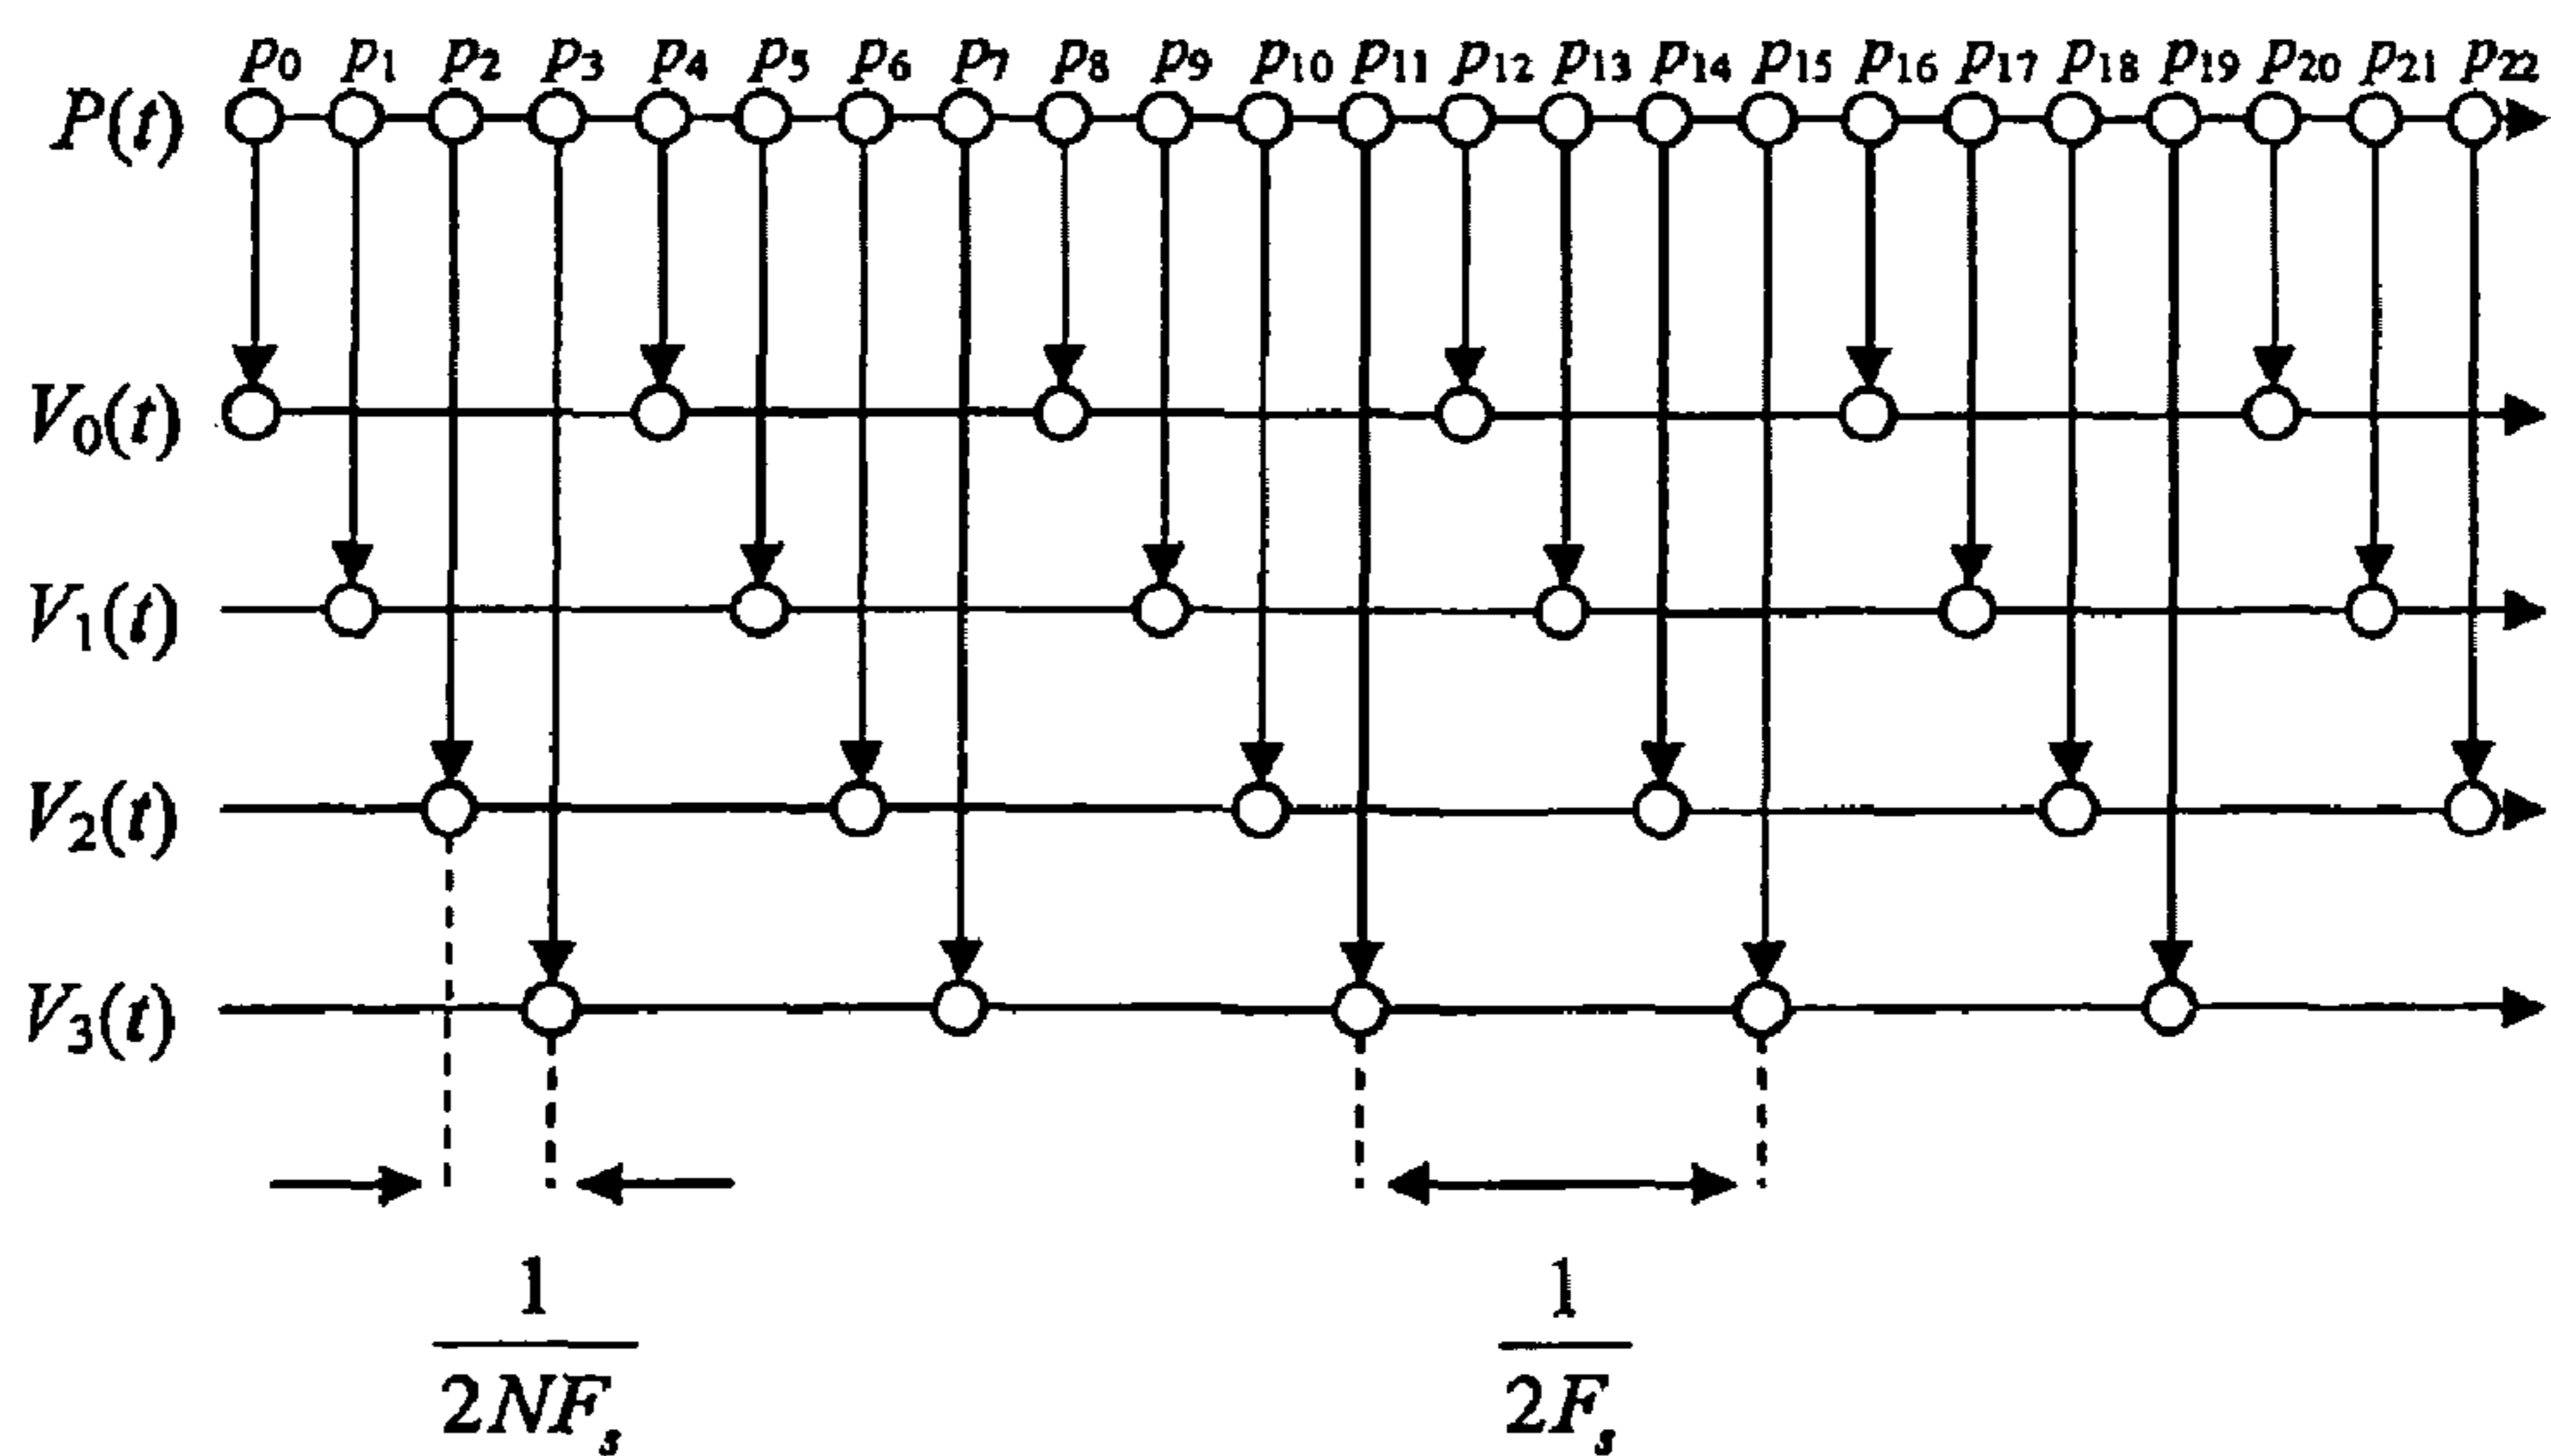 p₀ p₁ p₂ p₃ p₄ p₅ p₆ p₇ p₈ p₉ p₁₀ p₁₁ p₁₂ p₁₃ p₁₄ p₁₅ p₁₆ p₁₇ p₁₈ p₁₉ p₂₀ p₂₁ p₂₂
P(t)
V₀(t)
V₁(t)
V₂(t)
V₃(t)
1 1
2NFₛ 2Fₛ